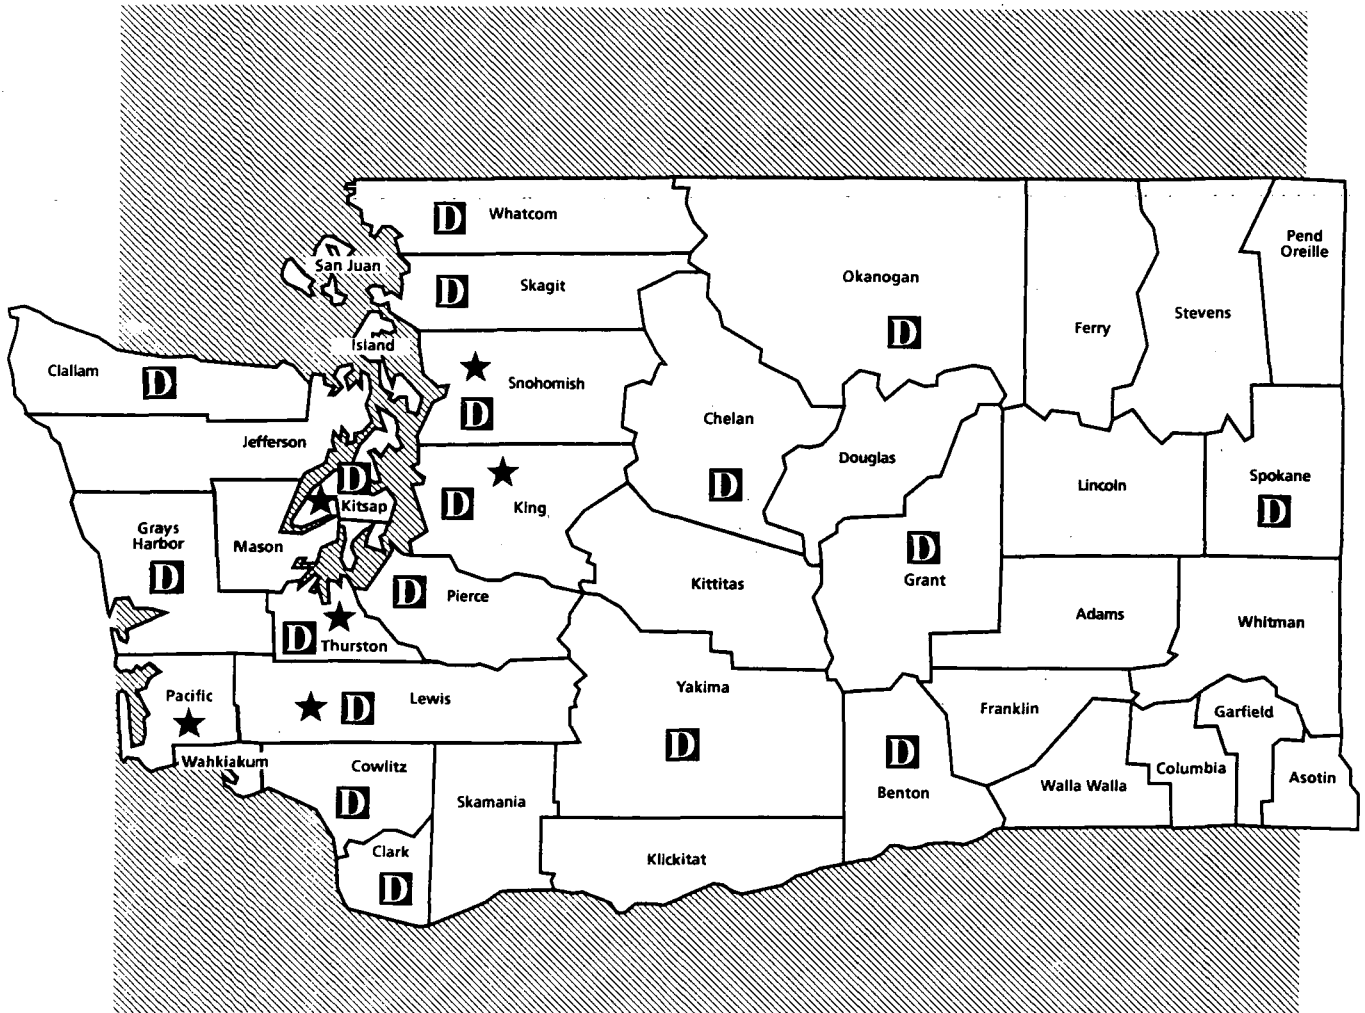 D Whatcom
San Juan
D Skagit
Okanogan
D
Pend
Oreille
Ferry
Stevens
Island
Clallam D
Snohomish
D
Chelan
D
Jefferson
Douglas
D
Kitsap
D King
Lincoln
Spokane
D
Grays
Harbor
D
Mason
D
Grant
Kittitas
D Pierce
Adams
Whitman
D Thurston
Pacific
D Lewis
Yakima
D
Franklin
Garfield
Wahkiakum
Cowlitz
D
Skamania
D
Benton
Walla Walla
Columbia
Asotin
Clark
D
Klickitat